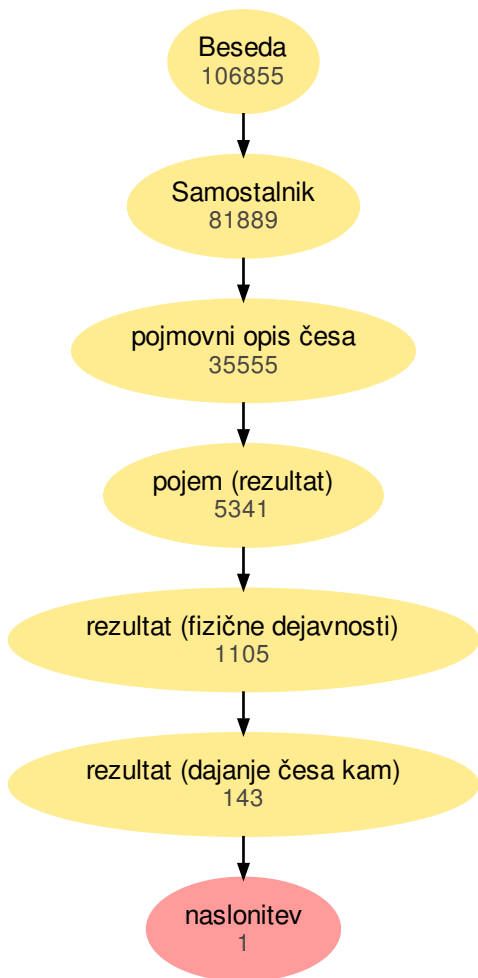 Beseda
106855
Samostalnik
81889
pojmovni opis česa
35555
pojem (rezultat)
5341
rezultat (fizične dejavnosti)
1105
rezultat (dajanje česa kam)
143
naslonitev
1